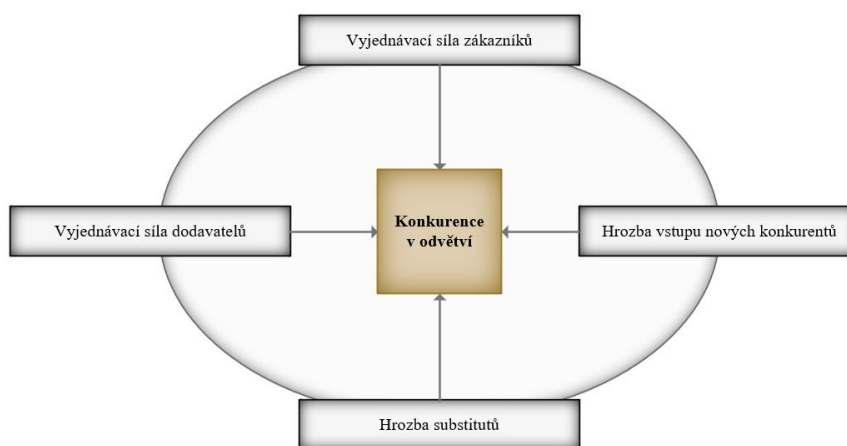 Vyjednávací síla zákazníků
Vyjednávací síla dodavatelů
Konkurence
v odvětví
Hrozba vstupu nových konkurentů
Hrozba substitutů